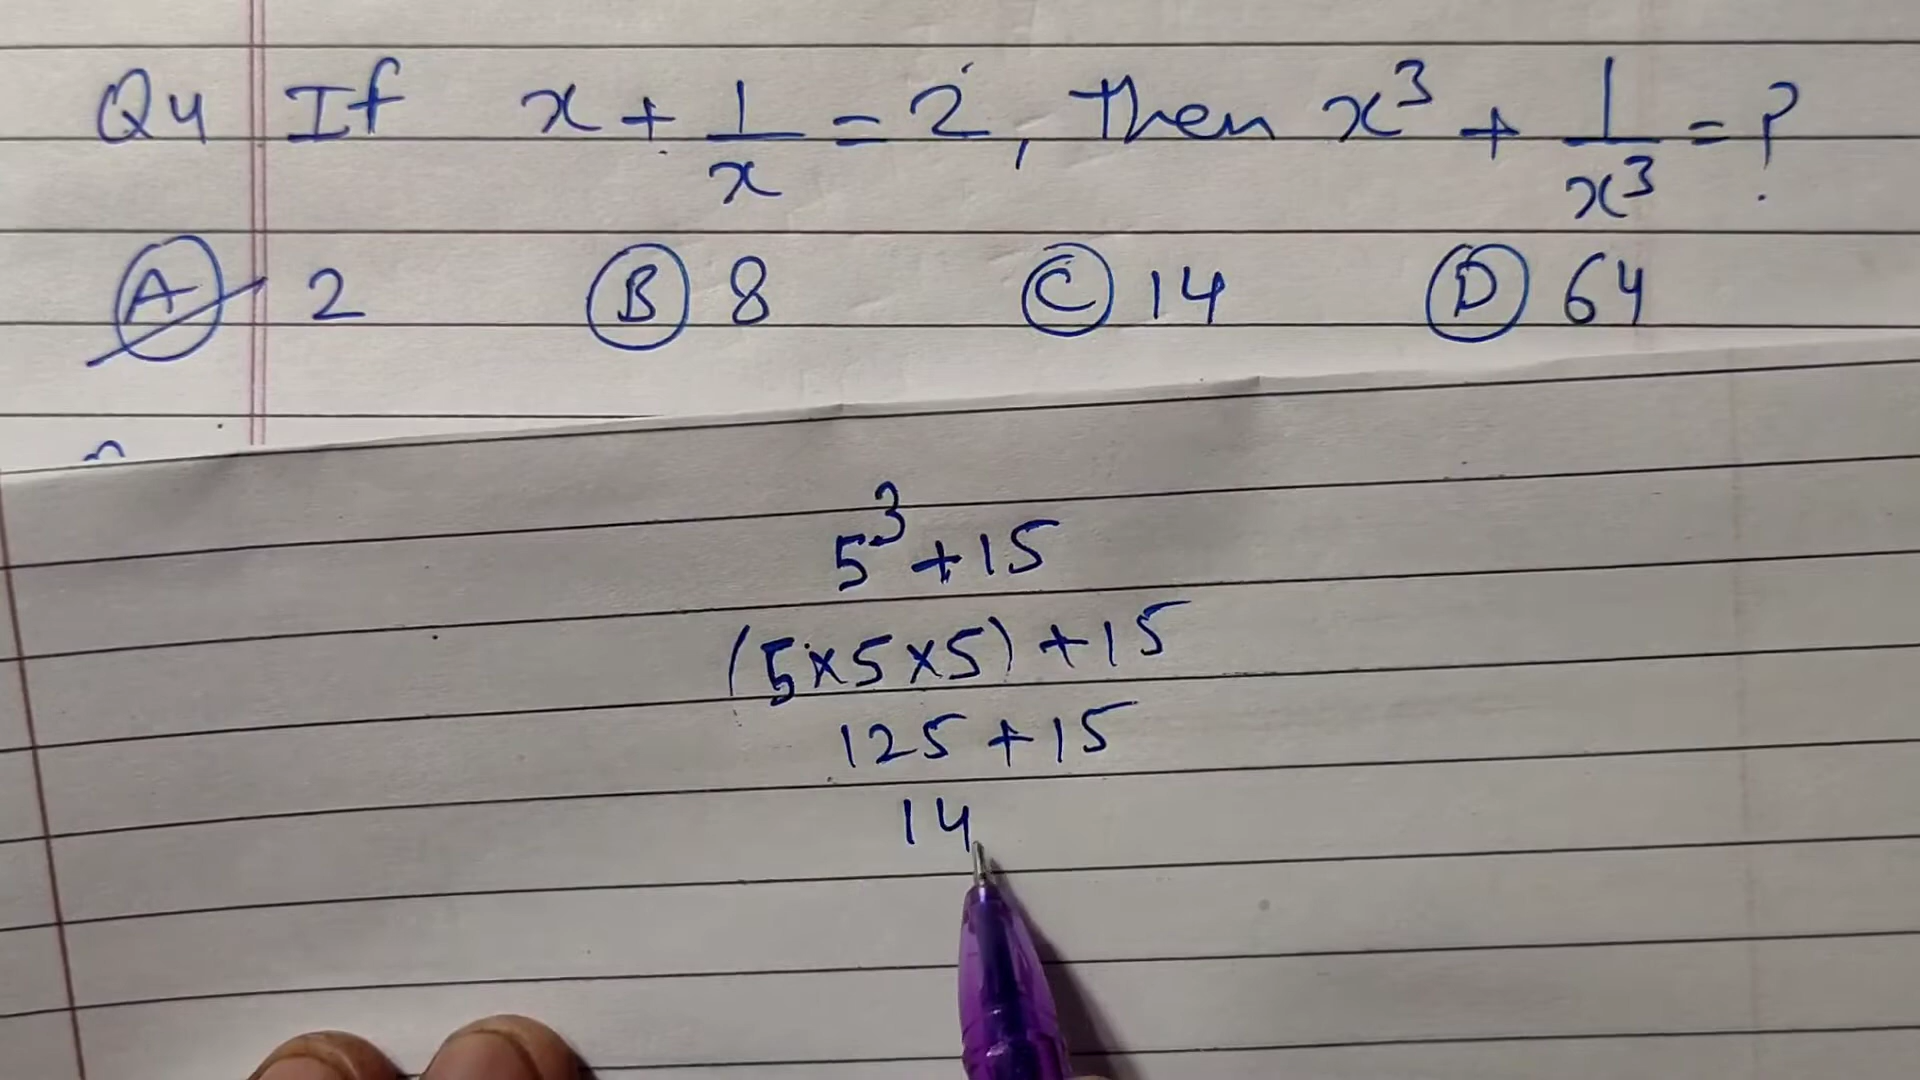 Q4 If x + 1/x = 2, Then x³ + 1/x³ = ?
A 2 B 8 C 14 D 64
5³ + 15
(5×5×5) + 15
125 + 15
14